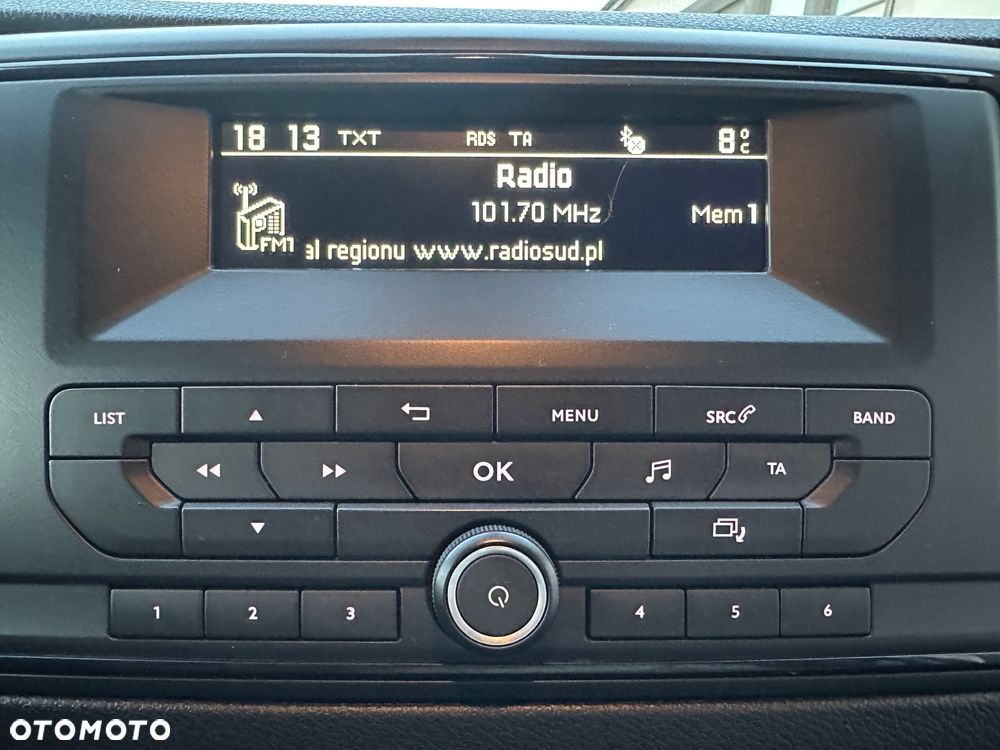 18 13 TXT RDS TA 8°C
Radio
101.70 MHz Mem 1
FM1 al regionu www.radiosud.pl
LIST MENU SRC BAND
OK TA
1 2 3 4 5 6
OTOMOTO